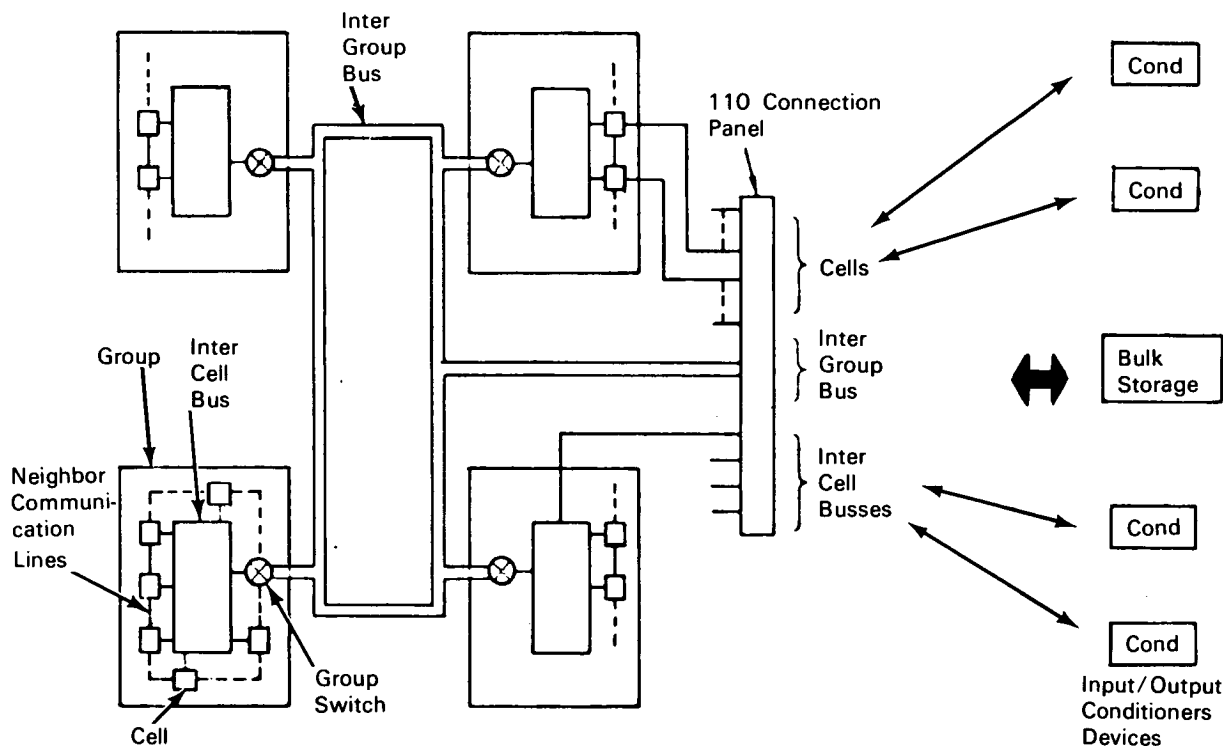 Inter
Group
Bus
110 Connection
Panel
Cond
Cond
Cells
Group
Inter
Cell
Bus
Inter
Group
Bus
Bulk
Storage
Neighbor
Communi-
cation
Lines
Inter
Cell
Busses
Cond
Cond
Group
Switch
Cell
Input/Output
Conditioners
Devices